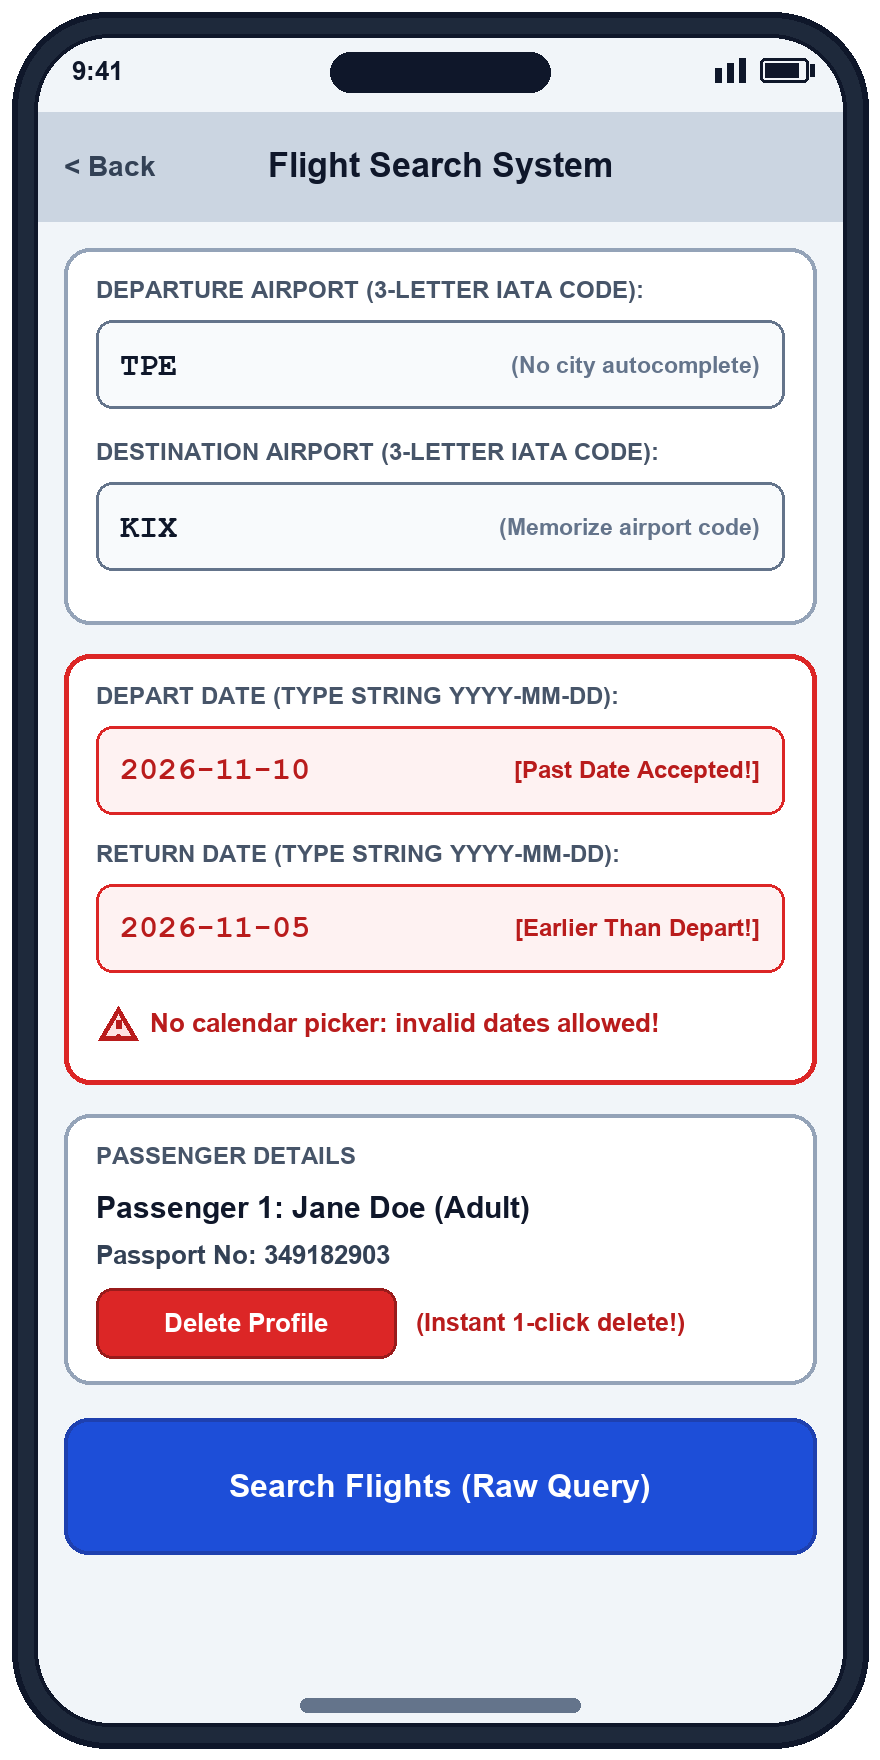 9:41
< Back
Flight Search System
DEPARTURE AIRPORT (3-LETTER IATA CODE):
TPE (No city autocomplete)
DESTINATION AIRPORT (3-LETTER IATA CODE):
KIX (Memorize airport code)
DEPART DATE (TYPE STRING YYYY-MM-DD):
2026-11-10 [Past Date Accepted!]
RETURN DATE (TYPE STRING YYYY-MM-DD):
2026-11-05 [Earlier Than Depart!]
No calendar picker: invalid dates allowed!
PASSENGER DETAILS
Passenger 1: Jane Doe (Adult)
Passport No: 349182903
Delete Profile (Instant 1-click delete!)
Search Flights (Raw Query)